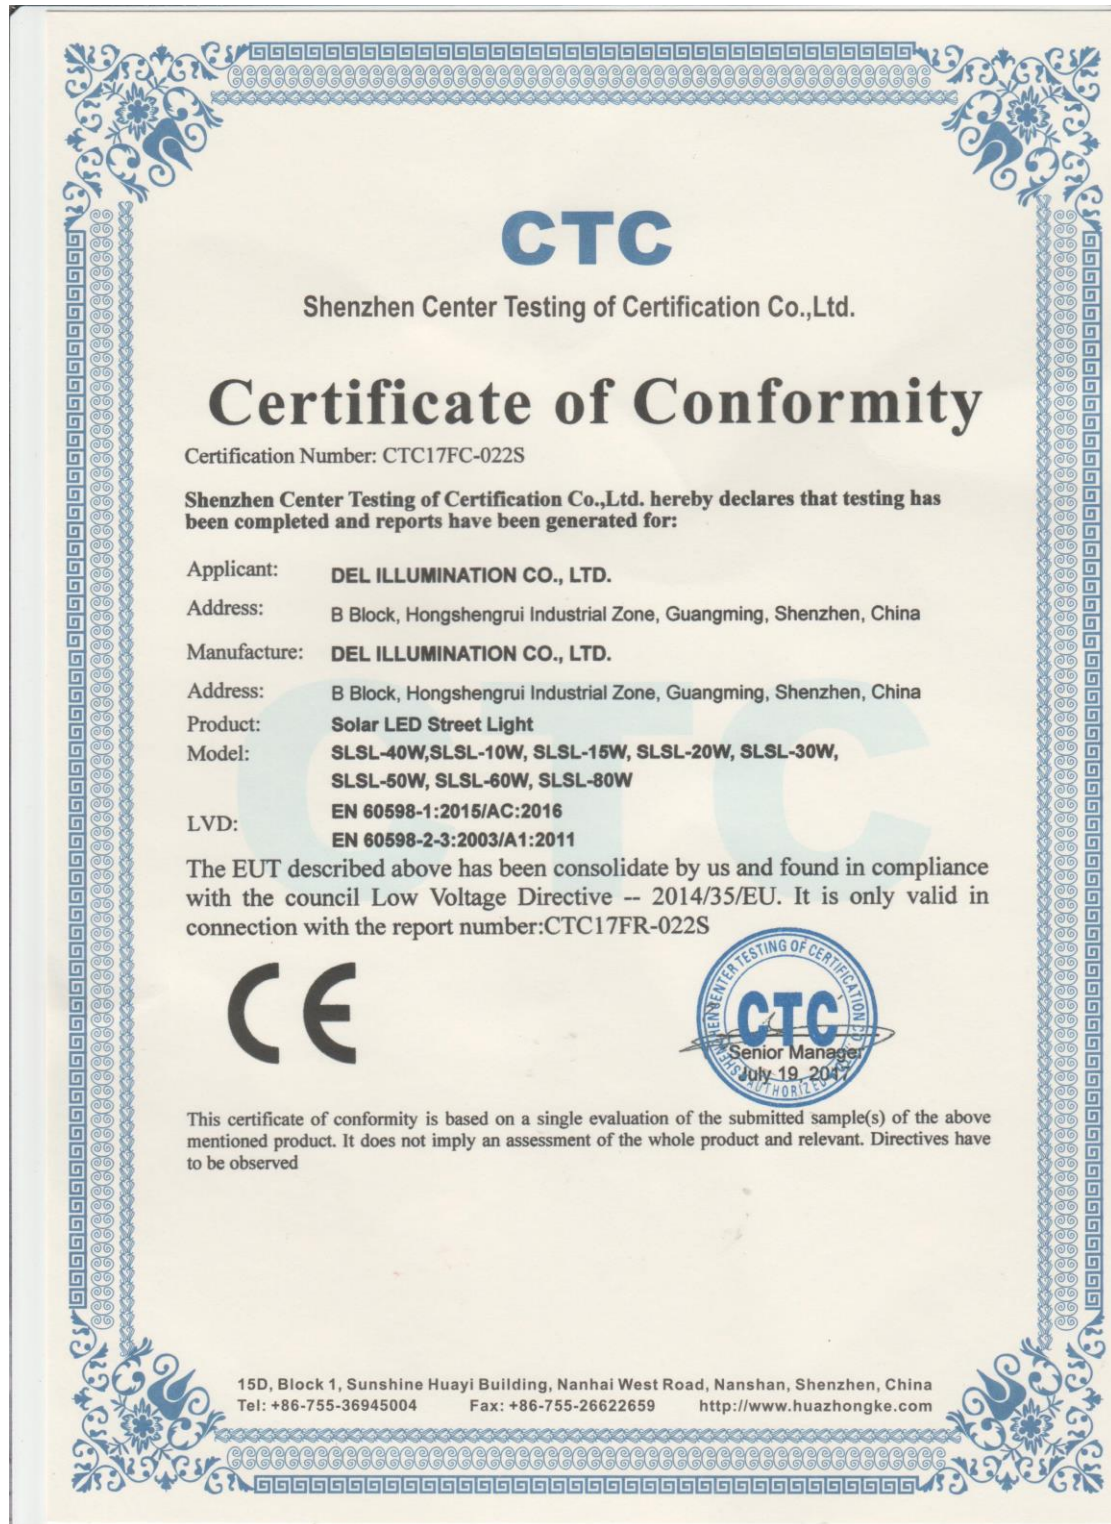 CTC
Shenzhen Center Testing of Certification Co.,Ltd.
Certificate of Conformity
Certification Number: CTC17FC-022S
Shenzhen Center Testing of Certification Co.,Ltd. hereby declares that testing has
been completed and reports have been generated for:
Applicant: DEL ILLUMINATION CO., LTD.
Address: B Block, Hongshengrui Industrial Zone, Guangming, Shenzhen, China
Manufacture: DEL ILLUMINATION CO., LTD.
Address: B Block, Hongshengrui Industrial Zone, Guangming, Shenzhen, China
Product: Solar LED Street Light
Model: SLSL-40W,SLSL-10W, SLSL-15W, SLSL-20W, SLSL-30W,
SLSL-50W, SLSL-60W, SLSL-80W
LVD: EN 60598-1:2015/AC:2016
EN 60598-2-3:2003/A1:2011
CTC
The EUT described above has been consolidate by us and found in compliance
with the council Low Voltage Directive -- 2014/35/EU. It is only valid in
connection with the report number:CTC17FR-022S
CE
SHENZHEN CENTER TESTING OF CERTIFICATION CO
CTC
Senior Manager
July 19, 2017
AUTHORIZED
This certificate of conformity is based on a single evaluation of the submitted sample(s) of the above
mentioned product. It does not imply an assessment of the whole product and relevant. Directives have
to be observed
15D, Block 1, Sunshine Huayi Building, Nanhai West Road, Nanshan, Shenzhen, China
Tel: +86-755-36945004 Fax: +86-755-26622659 http://www.huazhongke.com